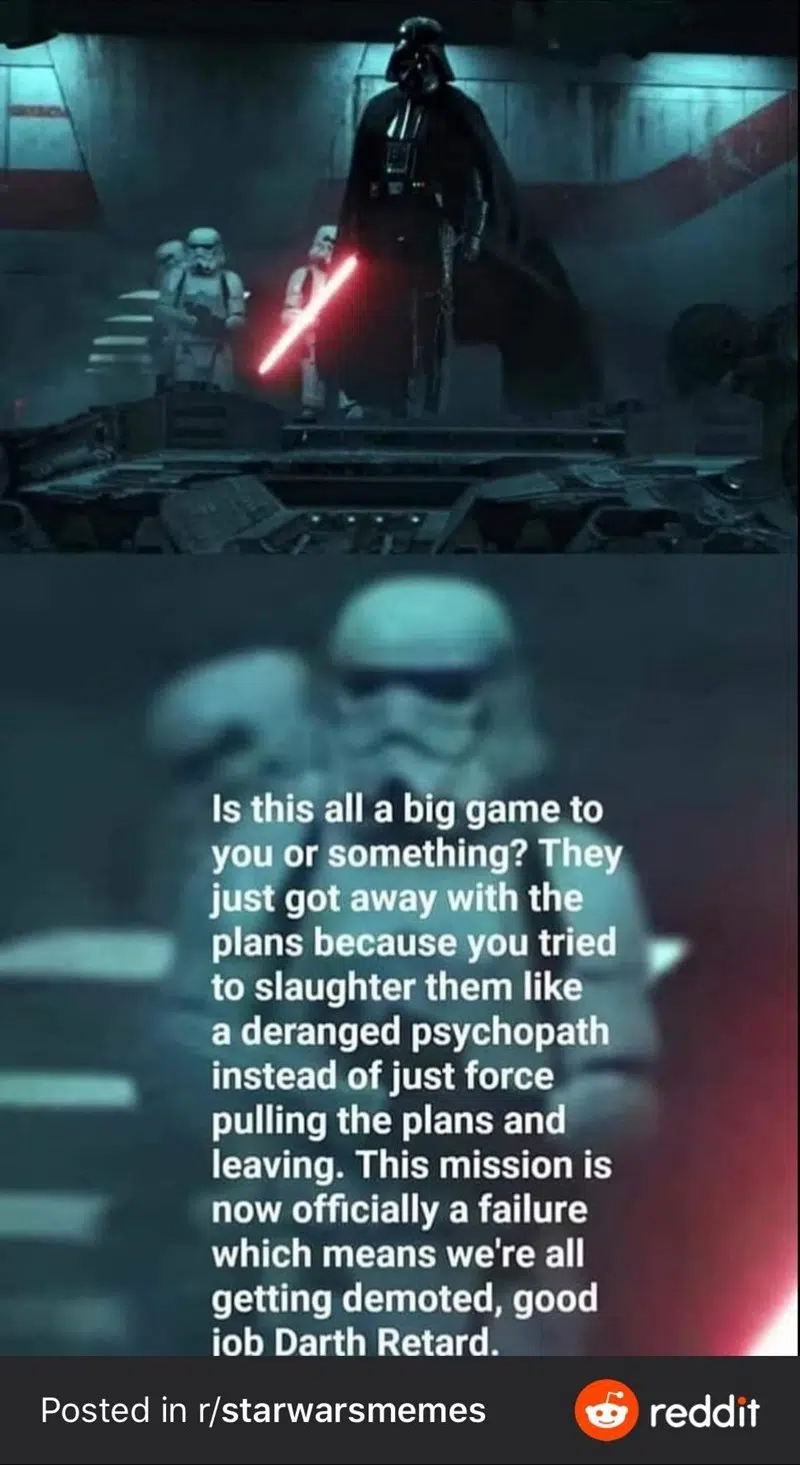 Is this all a big game to
you or something? They
just got away with the
plans because you tried
to slaughter them like
a deranged psychopath
instead of just force
pulling the plans and
leaving. This mission is
now officially a failure
which means we're all
getting demoted, good
job Darth Retard.
Posted in r/starwarsmemes
reddit